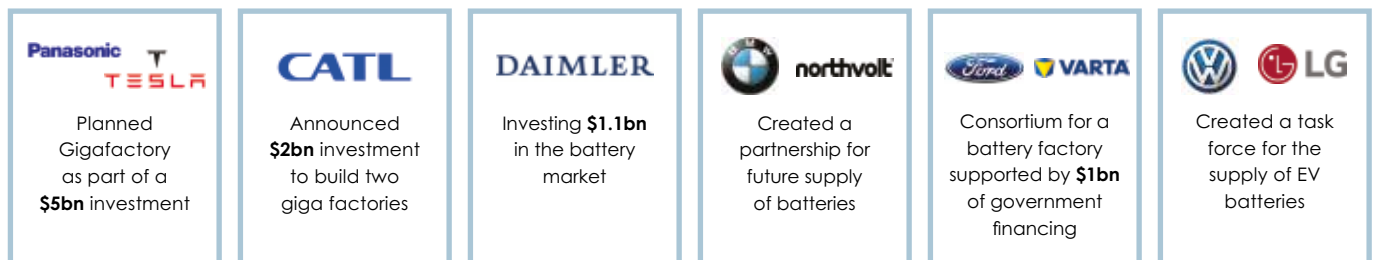 Panasonic
TESLA
Planned
Gigafactory
as part of a
$5bn investment
CATL
Announced
$2bn investment
to build two
giga factories
DAIMLER
Investing $1.1bn
in the battery
market
BMW
northvolt
Created a
partnership for
future supply
of batteries
Ford
VARTA
Consortium for a
battery factory
supported by $1bn
of government
financing
LG
Created a task
force for the
supply of EV
batteries